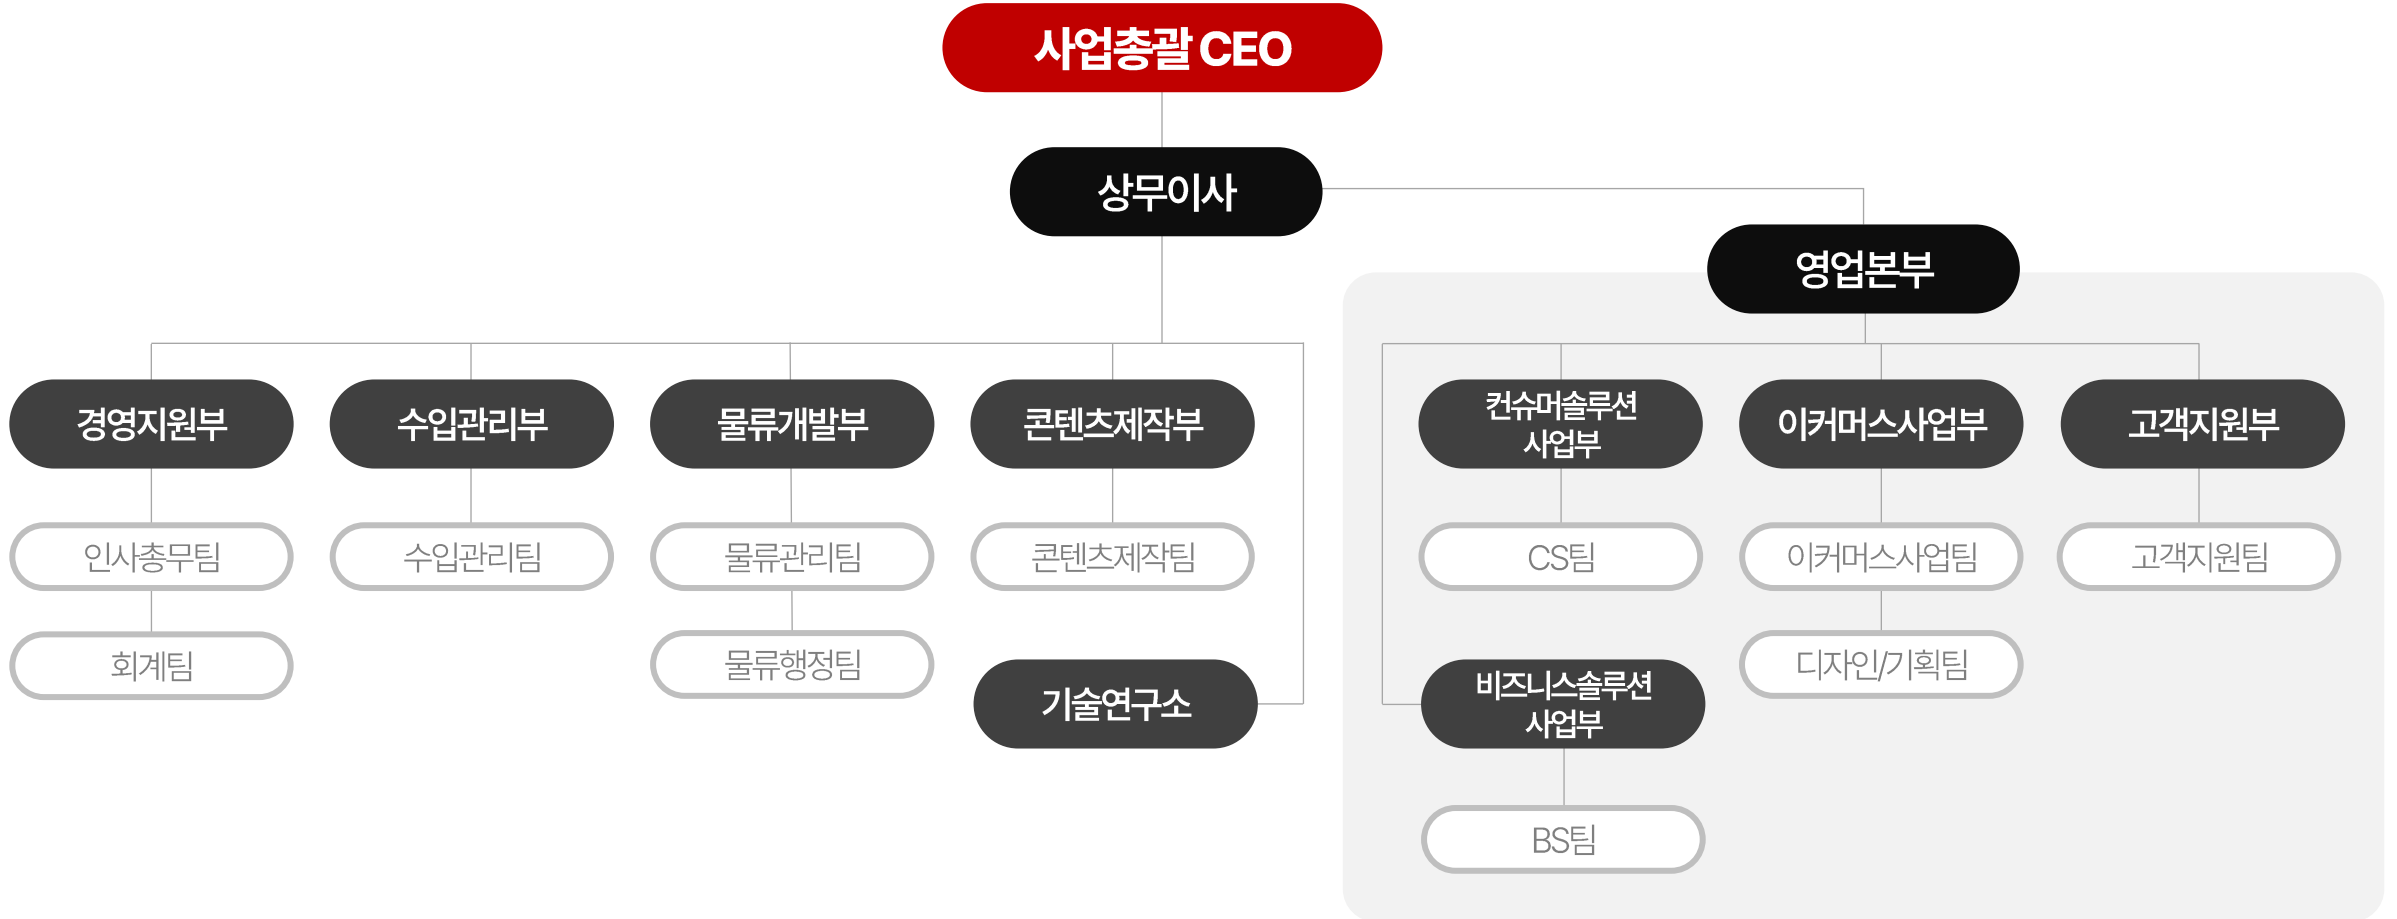 사업총괄 CEO
상무이사
영업본부
경영지원부
수입관리부
물류개발부
콘텐츠제작부
컨슈머솔루션
사업부
이커머스사업부
고객지원부
인사총무팀
수입관리팀
물류관리팀
콘텐츠제작팀
CS팀
이커머스사업팀
고객지원팀
회계팀
물류행정팀
기술연구소
비즈니스솔루션
사업부
디자인/기획팀
BS팀